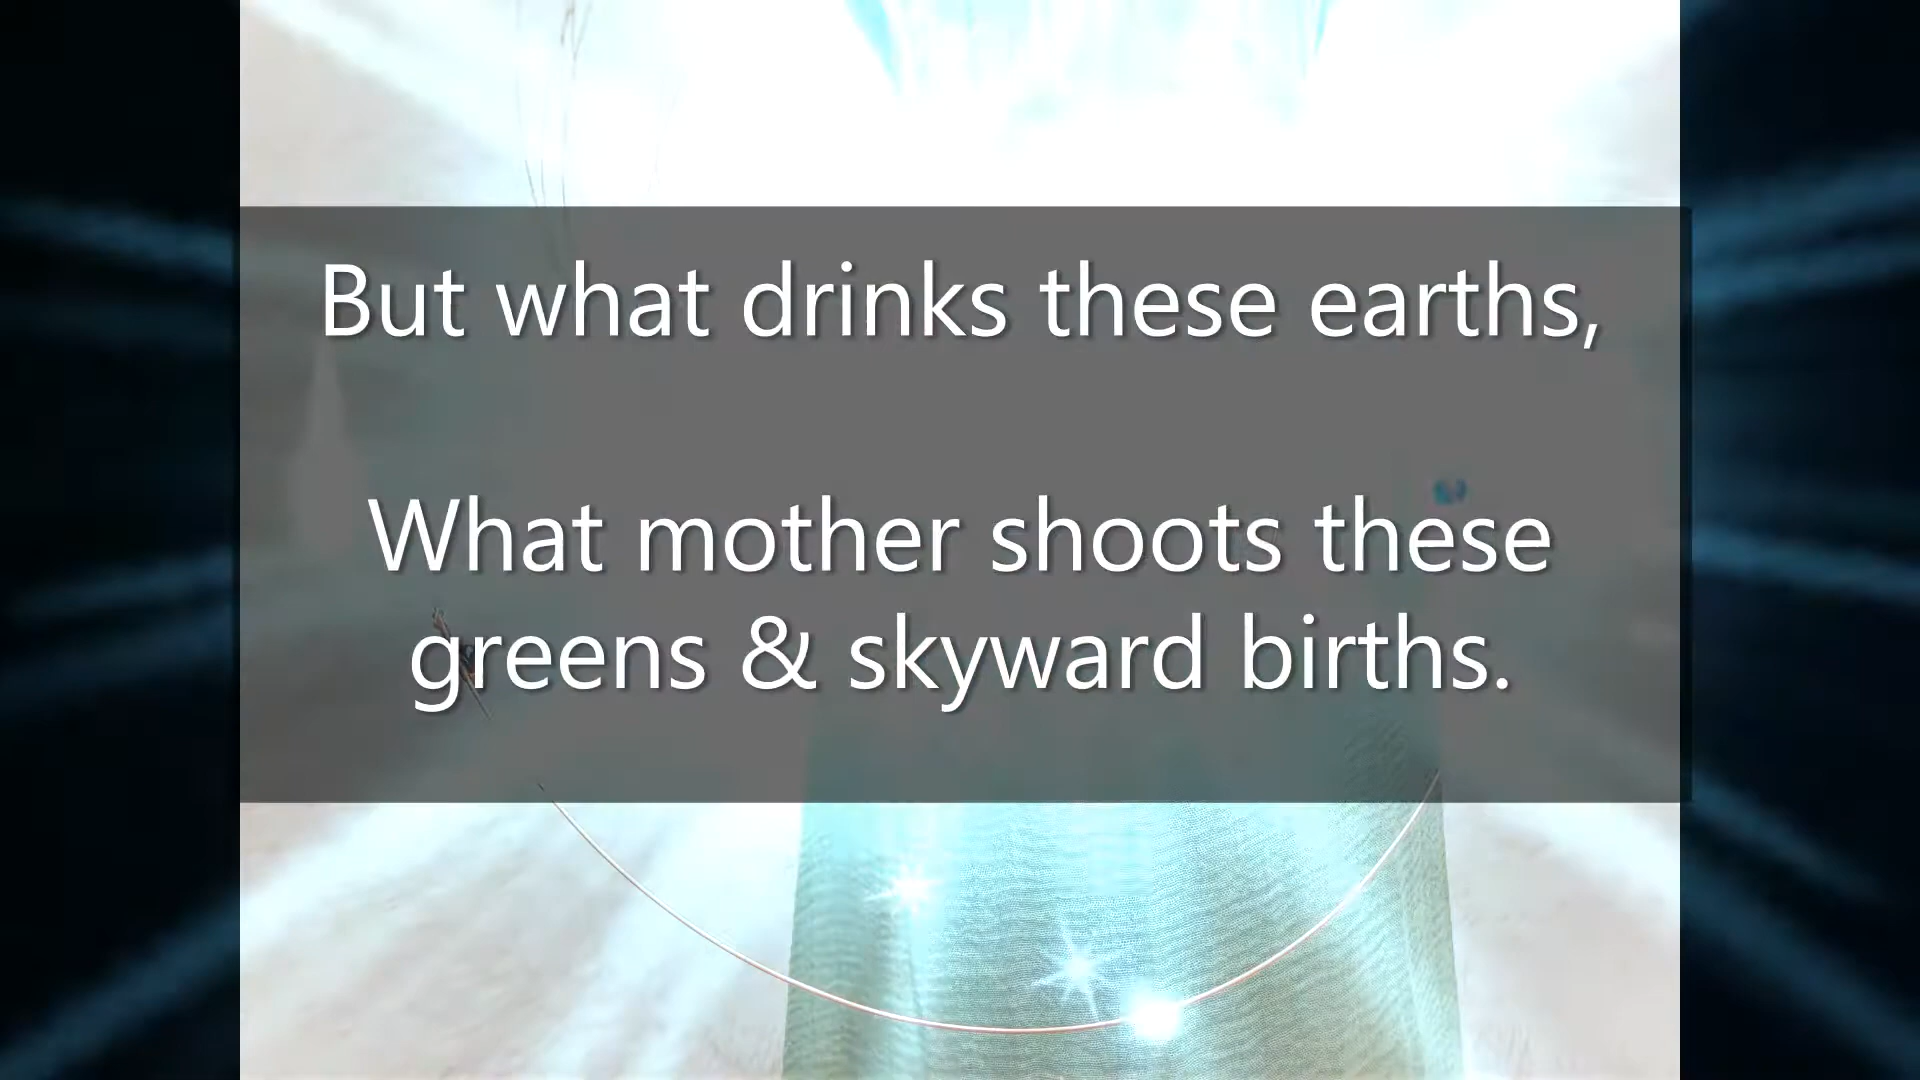 But what drinks these earths,
What mother shoots these
greens & skyward births.